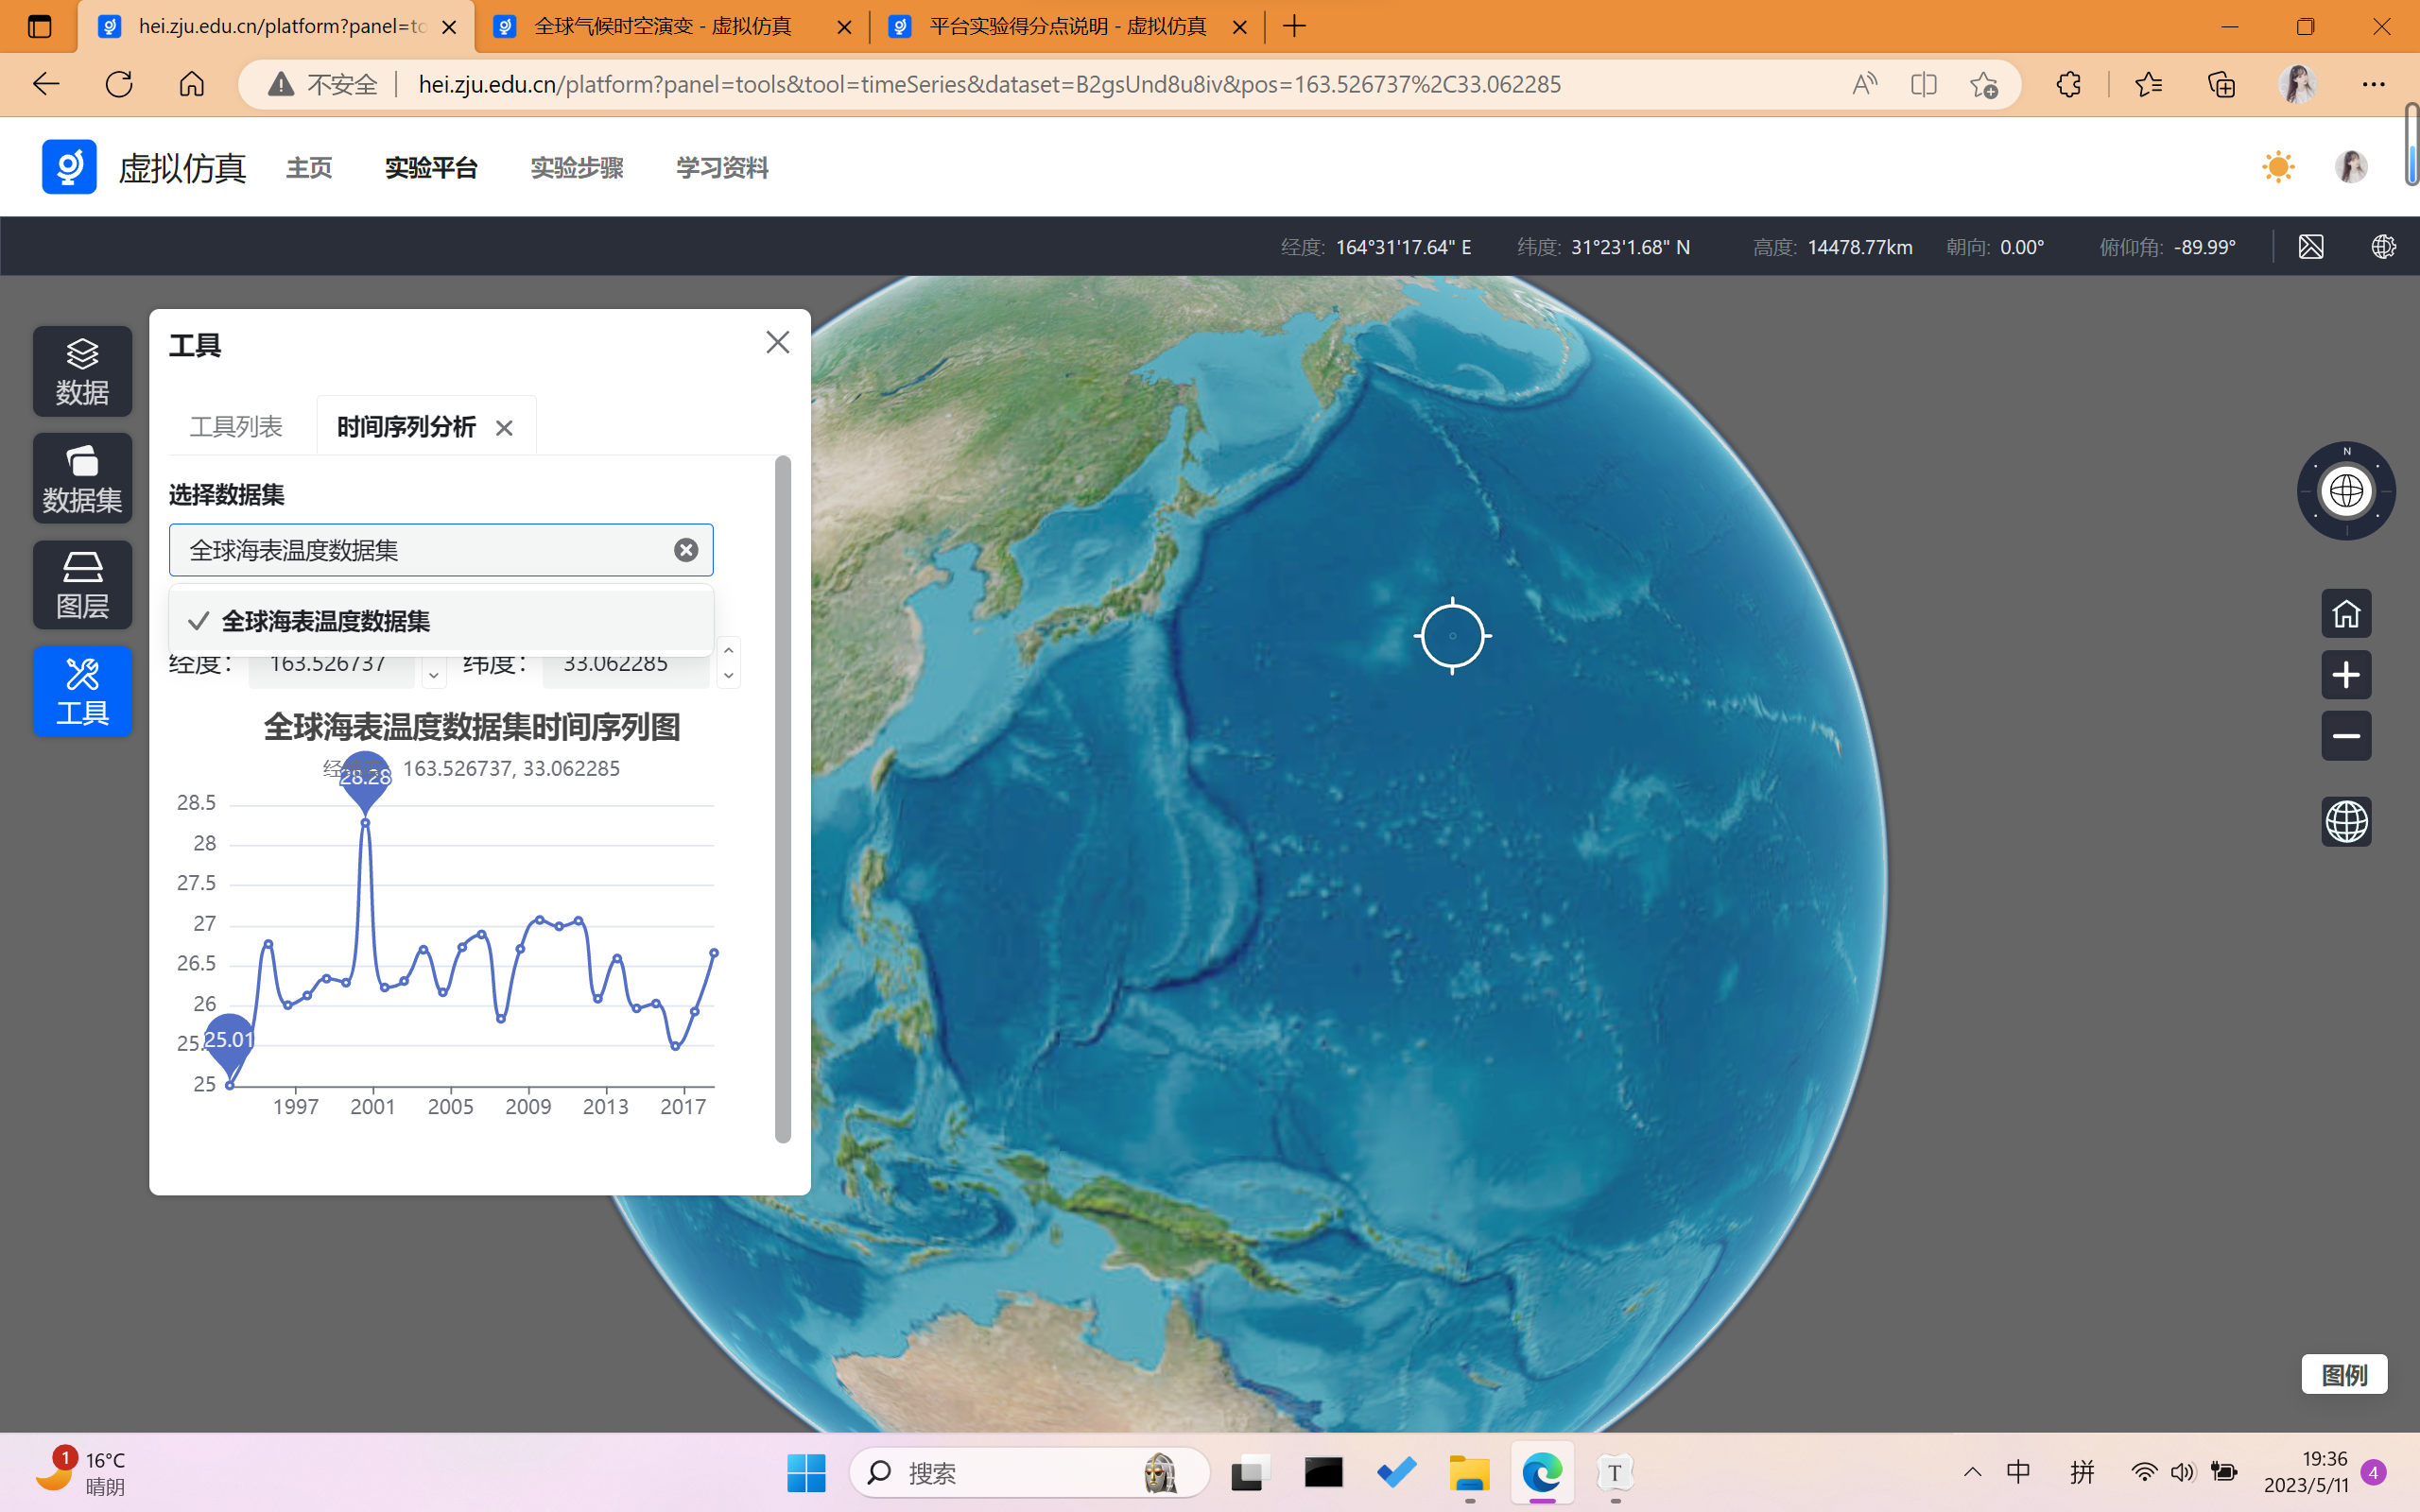 hei.zju.edu.cn/platform?panel=to
全球气候时空演变 - 虚拟仿真
平台实验得分点说明 - 虚拟仿真
不安全
hei.zju.edu.cn/platform?panel=tools&tool=timeSeries&dataset=B2gsUnd8u8iv&pos=163.526737%2C33.062285
虚拟仿真
主页
实验平台
实验步骤
学习资料
经度: 164°31'17.64" E
纬度: 31°23'1.68" N
高度: 14478.77km
朝向: 0.00°
俯仰角: -89.99°
数据
数据集
图层
工具
工具
工具列表
时间序列分析
选择数据集
全球海表温度数据集
全球海表温度数据集
经度: 163.526737
纬度: 33.062285
全球海表温度数据集时间序列图
163.526737, 33.062285
28.28
28.5
28
27.5
27
26.5
26
25.01
25
1997
2001
2005
2009
2013
2017
N
图例
1
16°C
晴朗
搜索
T
中
拼
19:36
2023/5/11
4